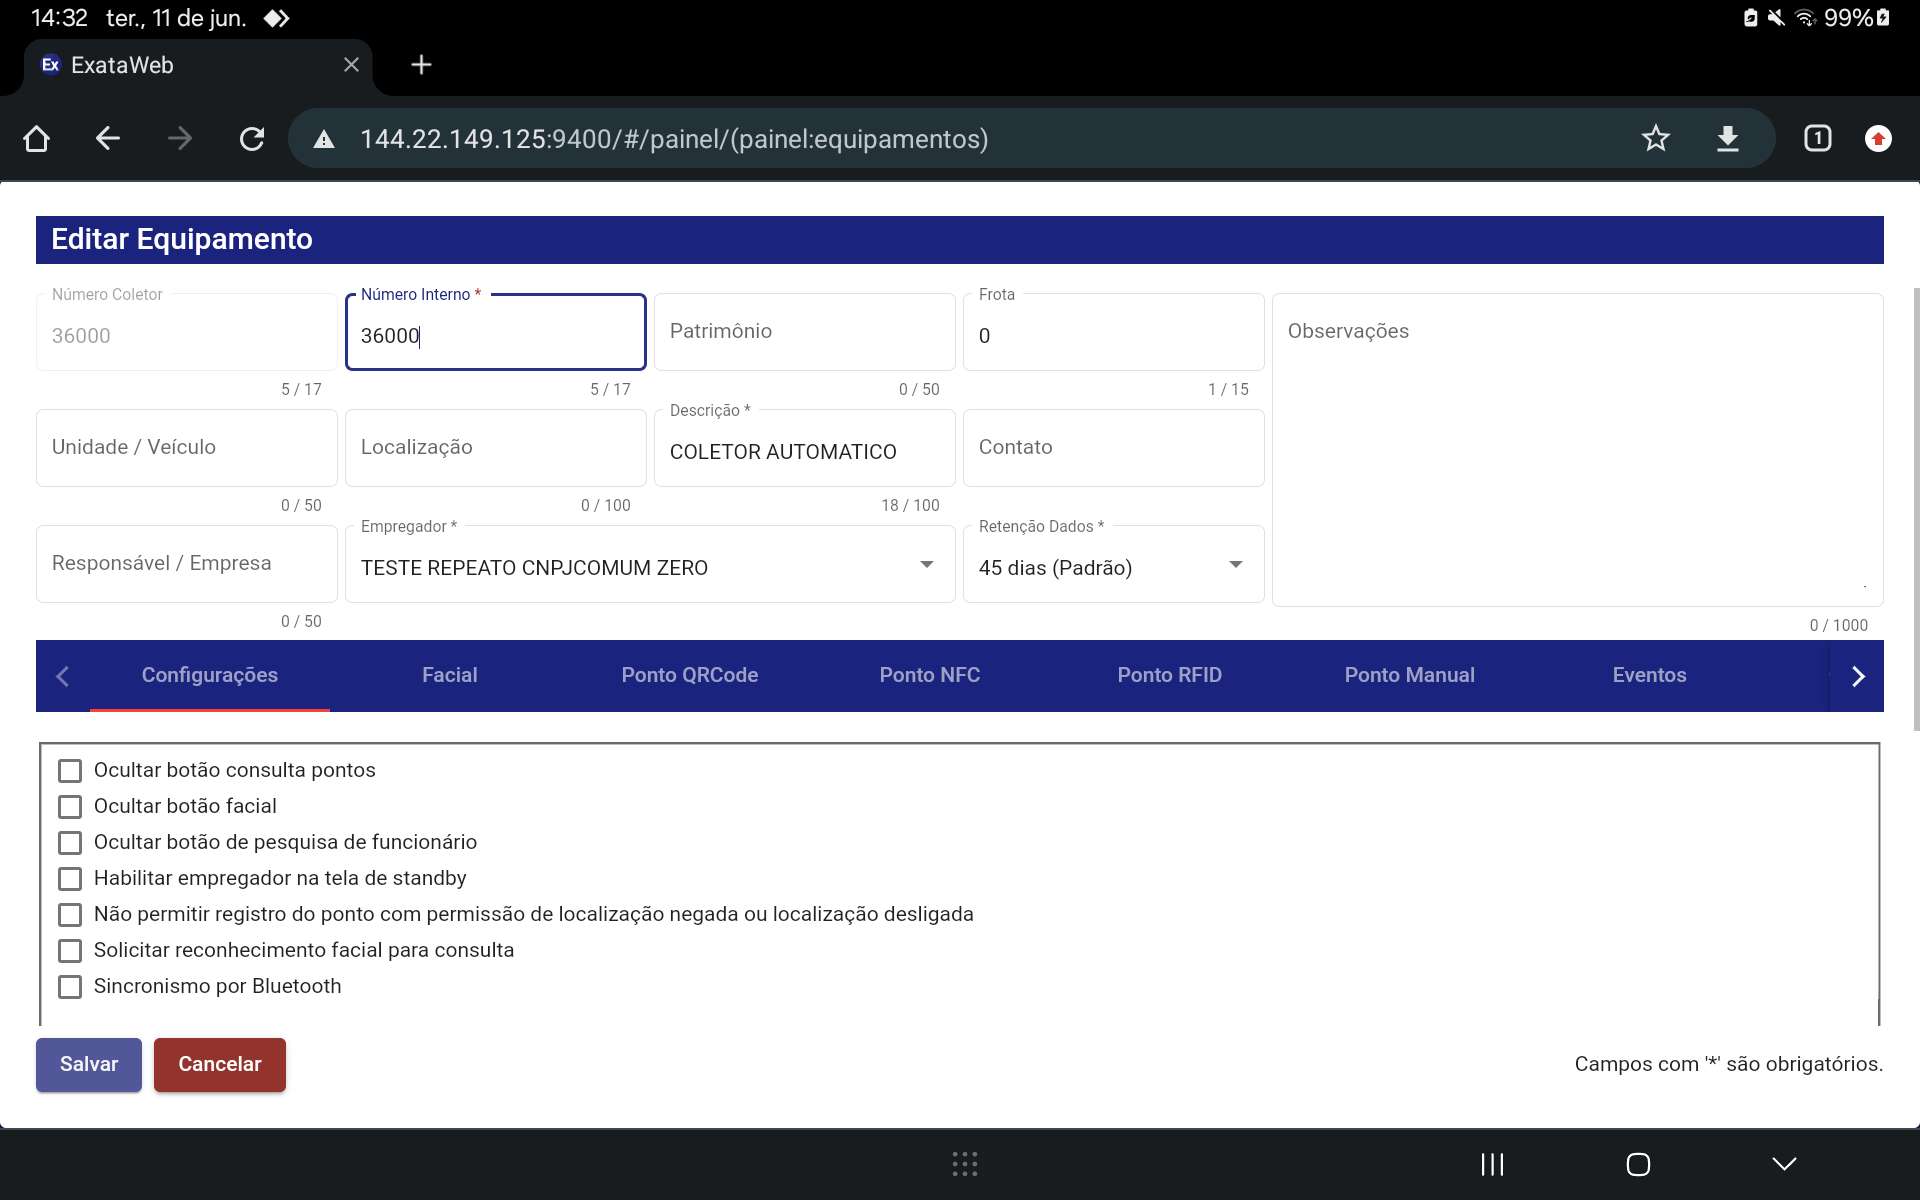 14:32 ter., 11 de jun. 99%
Ex ExataWeb
144.22.149.125:9400/#/painel/(painel:equipamentos) 1
Editar Equipamento
Número Coletor Número Interno * Frota
36000 36000 Patrimônio 0 Observações
5 / 17 5 / 17 0 / 50 1 / 15
Descrição *
Unidade / Veículo Localização COLETOR AUTOMATICO Contato
0 / 50 0 / 100 18 / 100
Empregador * Retenção Dados *
Responsável / Empresa TESTE REPEATO CNPJCOMUM ZERO 45 dias (Padrão)
0 / 50 0 / 1000
Configurações Facial Ponto QRCode Ponto NFC Ponto RFID Ponto Manual Eventos
Ocultar botão consulta pontos
Ocultar botão facial
Ocultar botão de pesquisa de funcionário
Habilitar empregador na tela de standby
Não permitir registro do ponto com permissão de localização negada ou localização desligada
Solicitar reconhecimento facial para consulta
Sincronismo por Bluetooth
Salvar Cancelar Campos com '*' são obrigatórios.